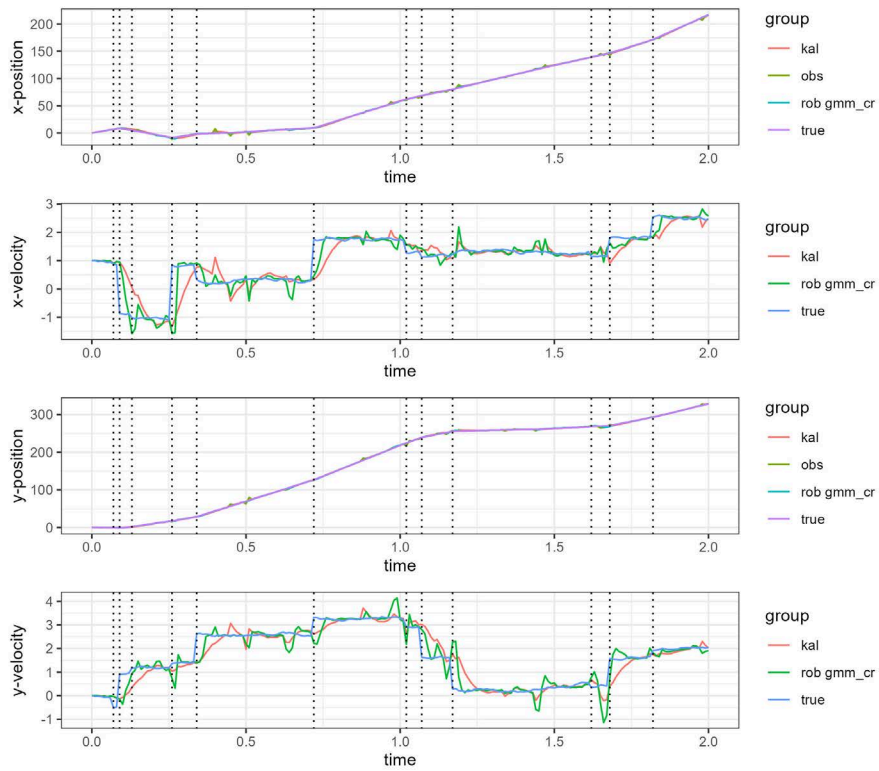 x-position
200
150
100
50
0
0.0 0.5 1.0 1.5 2.0
time
group
kal
obs
rob gmm_cr
true
x-velocity
3
2
1
0
-1
0.0 0.5 1.0 1.5 2.0
time
group
kal
rob gmm_cr
true
y-position
300
200
100
0
0.0 0.5 1.0 1.5 2.0
time
group
kal
obs
rob gmm_cr
true
y-velocity
4
3
2
1
0
-1
0.0 0.5 1.0 1.5 2.0
time
group
kal
rob gmm_cr
true